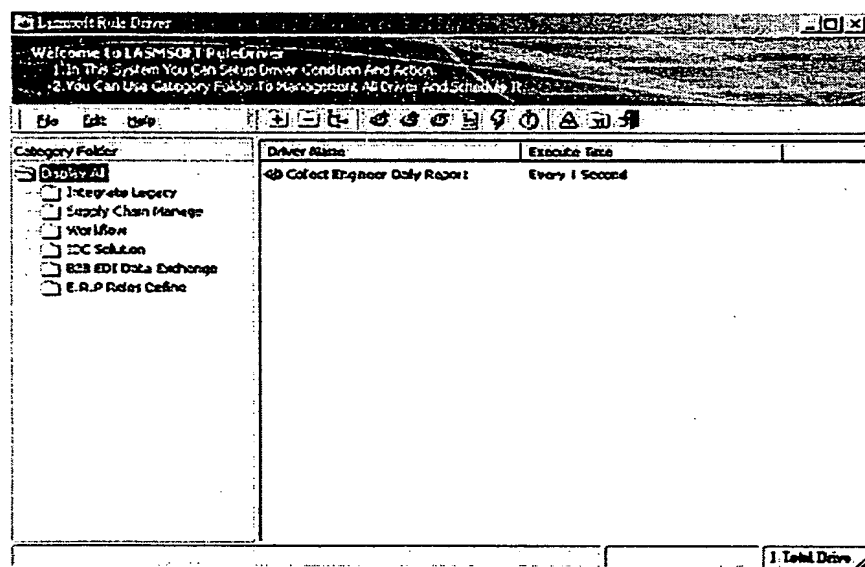 Lasmsoft Rule Driver
Welcome to LASMSOFT RuleDriver
1.In This System You Can Setup Driver Condition And Action.
2.You Can Use Category Folder To Management All Driver And Schedule It.
File Edit Help
Category Folder
Driver Name Execute Time
Display All
Collect Engineer Daily Report Every 1 Second
Integrate Legacy
Supply Chain Manage
Workflow
IDC Solution
B2B EDI Data Exchange
E.R.P Rules Define
1 Total Drive